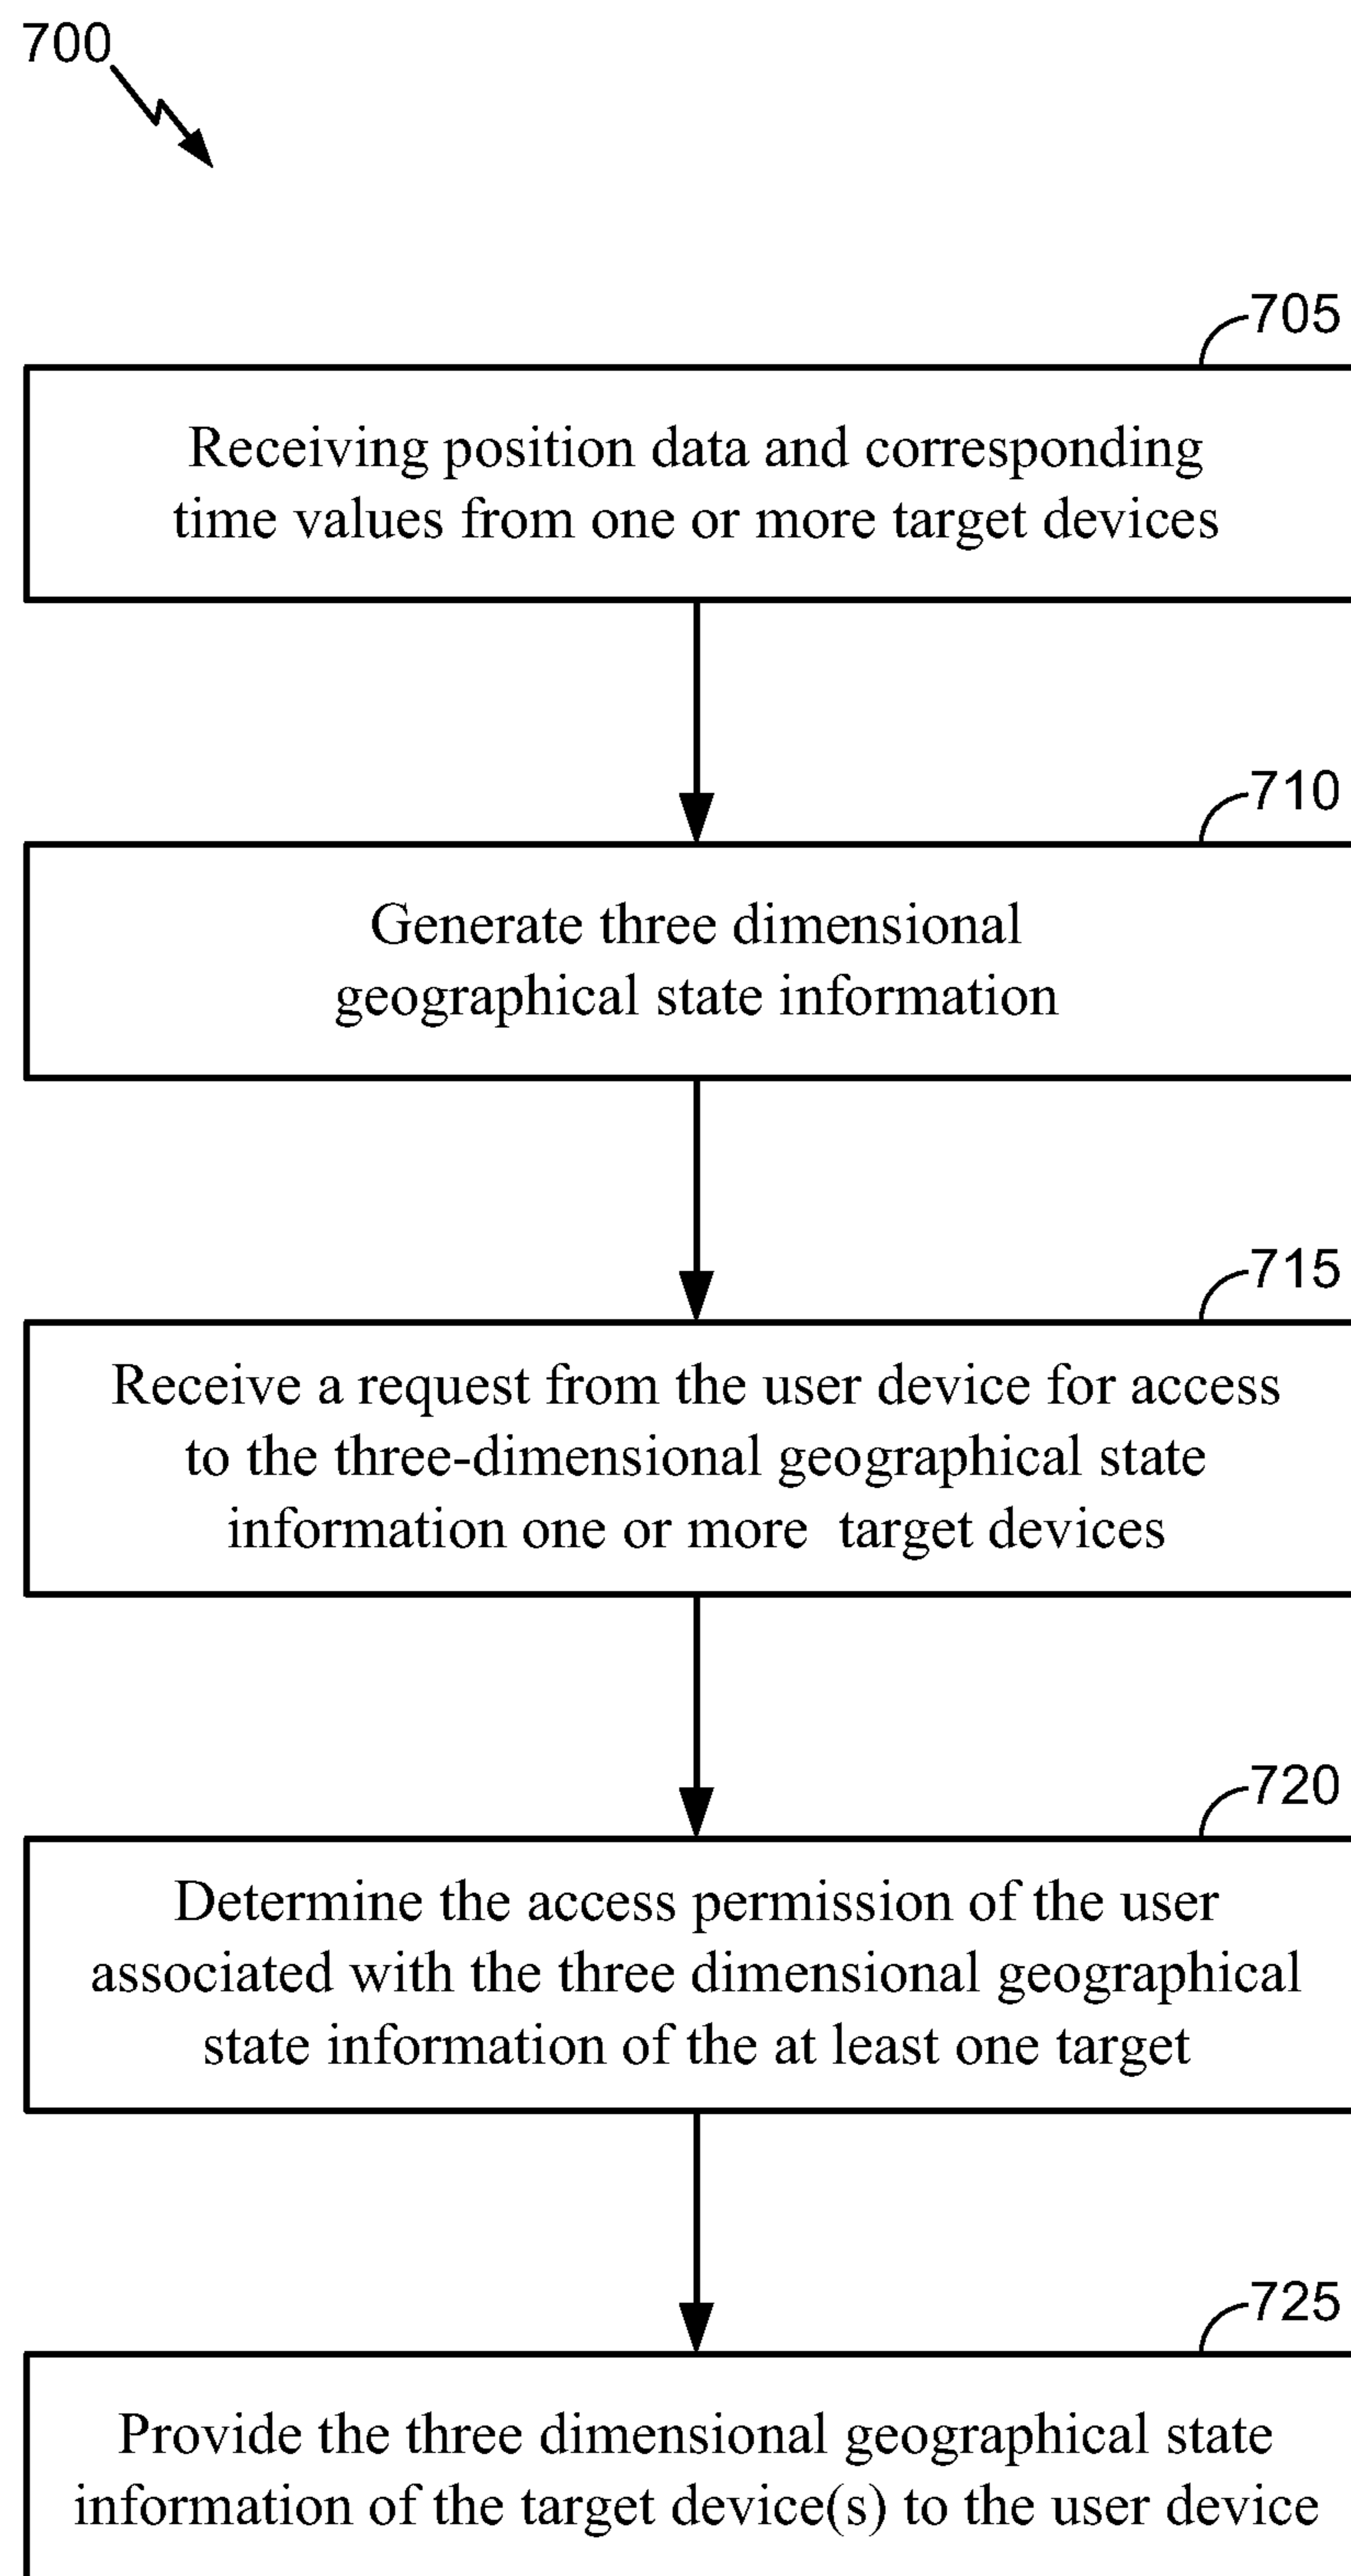 700
705
Receiving position data and corresponding
time values from one or more target devices
710
Generate three dimensional
geographical state information
715
Receive a request from the user device for access
to the three-dimensional geographical state
information one or more target devices
720
Determine the access permission of the user
associated with the three dimensional geographical
state information of the at least one target
725
Provide the three dimensional geographical state
information of the target device(s) to the user device